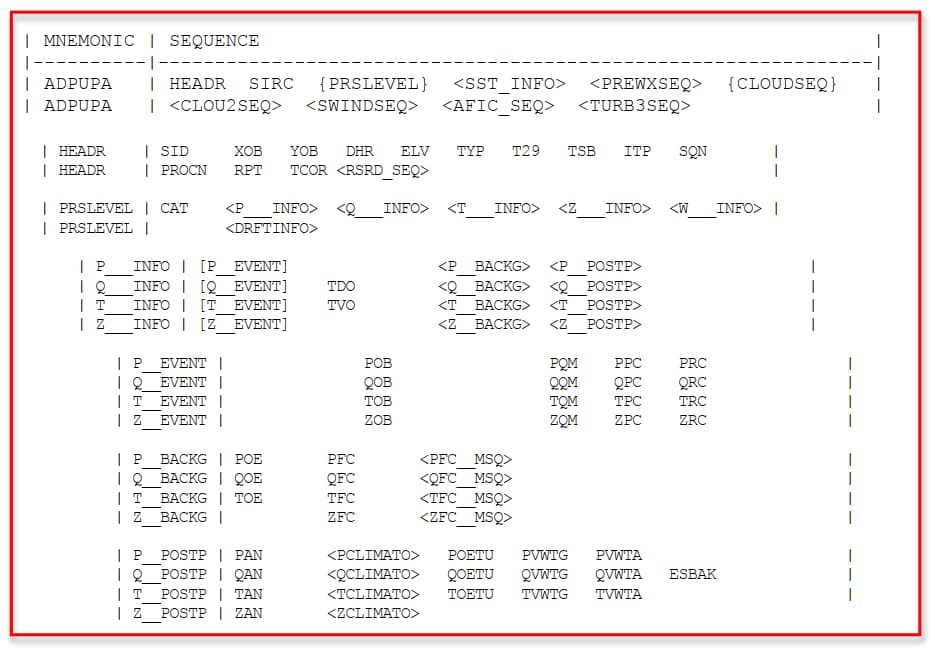 | MNEMONIC | SEQUENCE                                                       |
|----------|----------------------------------------------------------------|
| ADPUPA   | HEADR  SIRC  {PRSLEVEL}  <SST_INFO>  <PREWXSEQ>  {CLOUDSEQ}    |
| ADPUPA   | <CLOU2SEQ>  <SWINDSEQ>  <AFIC_SEQ>  <TURB3SEQ>                 |
| HEADR    | SID     XOB   YOB   DHR   ELV   TYP   T29   TSB   ITP   SQN       |
| HEADR    | PROCN   RPT   TCOR <RSRD_SEQ>                                     |
| PRSLEVEL | CAT    <P___INFO>  <Q___INFO>  <T___INFO>  <Z___INFO>  <W___INFO> |
| PRSLEVEL |        <DRFTINFO>
| P___INFO | [P__EVENT]                <P__BACKG>  <P__POSTP>                  |
| Q___INFO | [Q__EVENT]    TDO         <Q__BACKG>  <Q__POSTP>                  |
| T___INFO | [T__EVENT]    TVO         <T__BACKG>  <T__POSTP>                  |
| Z___INFO | [Z__EVENT]                <Z__BACKG>  <Z__POSTP>                  |
| P__EVENT |               POB                 PQM    PPC    PRC               |
| Q__EVENT |               QOB                 QQM    QPC    QRC               |
| T__EVENT |               TOB                 TQM    TPC    TRC               |
| Z__EVENT |               ZOB                 ZQM    ZPC    ZRC               |
| P__BACKG | POE       PFC       <PFC__MSQ>                                    |
| Q__BACKG | QOE       QFC       <QFC__MSQ>                                    |
| T__BACKG | TOE       TFC       <TFC__MSQ>                                    |
| Z__BACKG |           ZFC       <ZFC__MSQ>                                    |
| P__POSTP | PAN       <PCLIMATO>   POETU   PVWTG   PVWTA                      |
| Q__POSTP | QAN       <QCLIMATO>   QOETU   QVWTG   QVWTA   ESBAK              |
| T__POSTP | TAN       <TCLIMATO>   TOETU   TVWTG   TVWTA                      |
| Z__POSTP | ZAN       <ZCLIMATO>